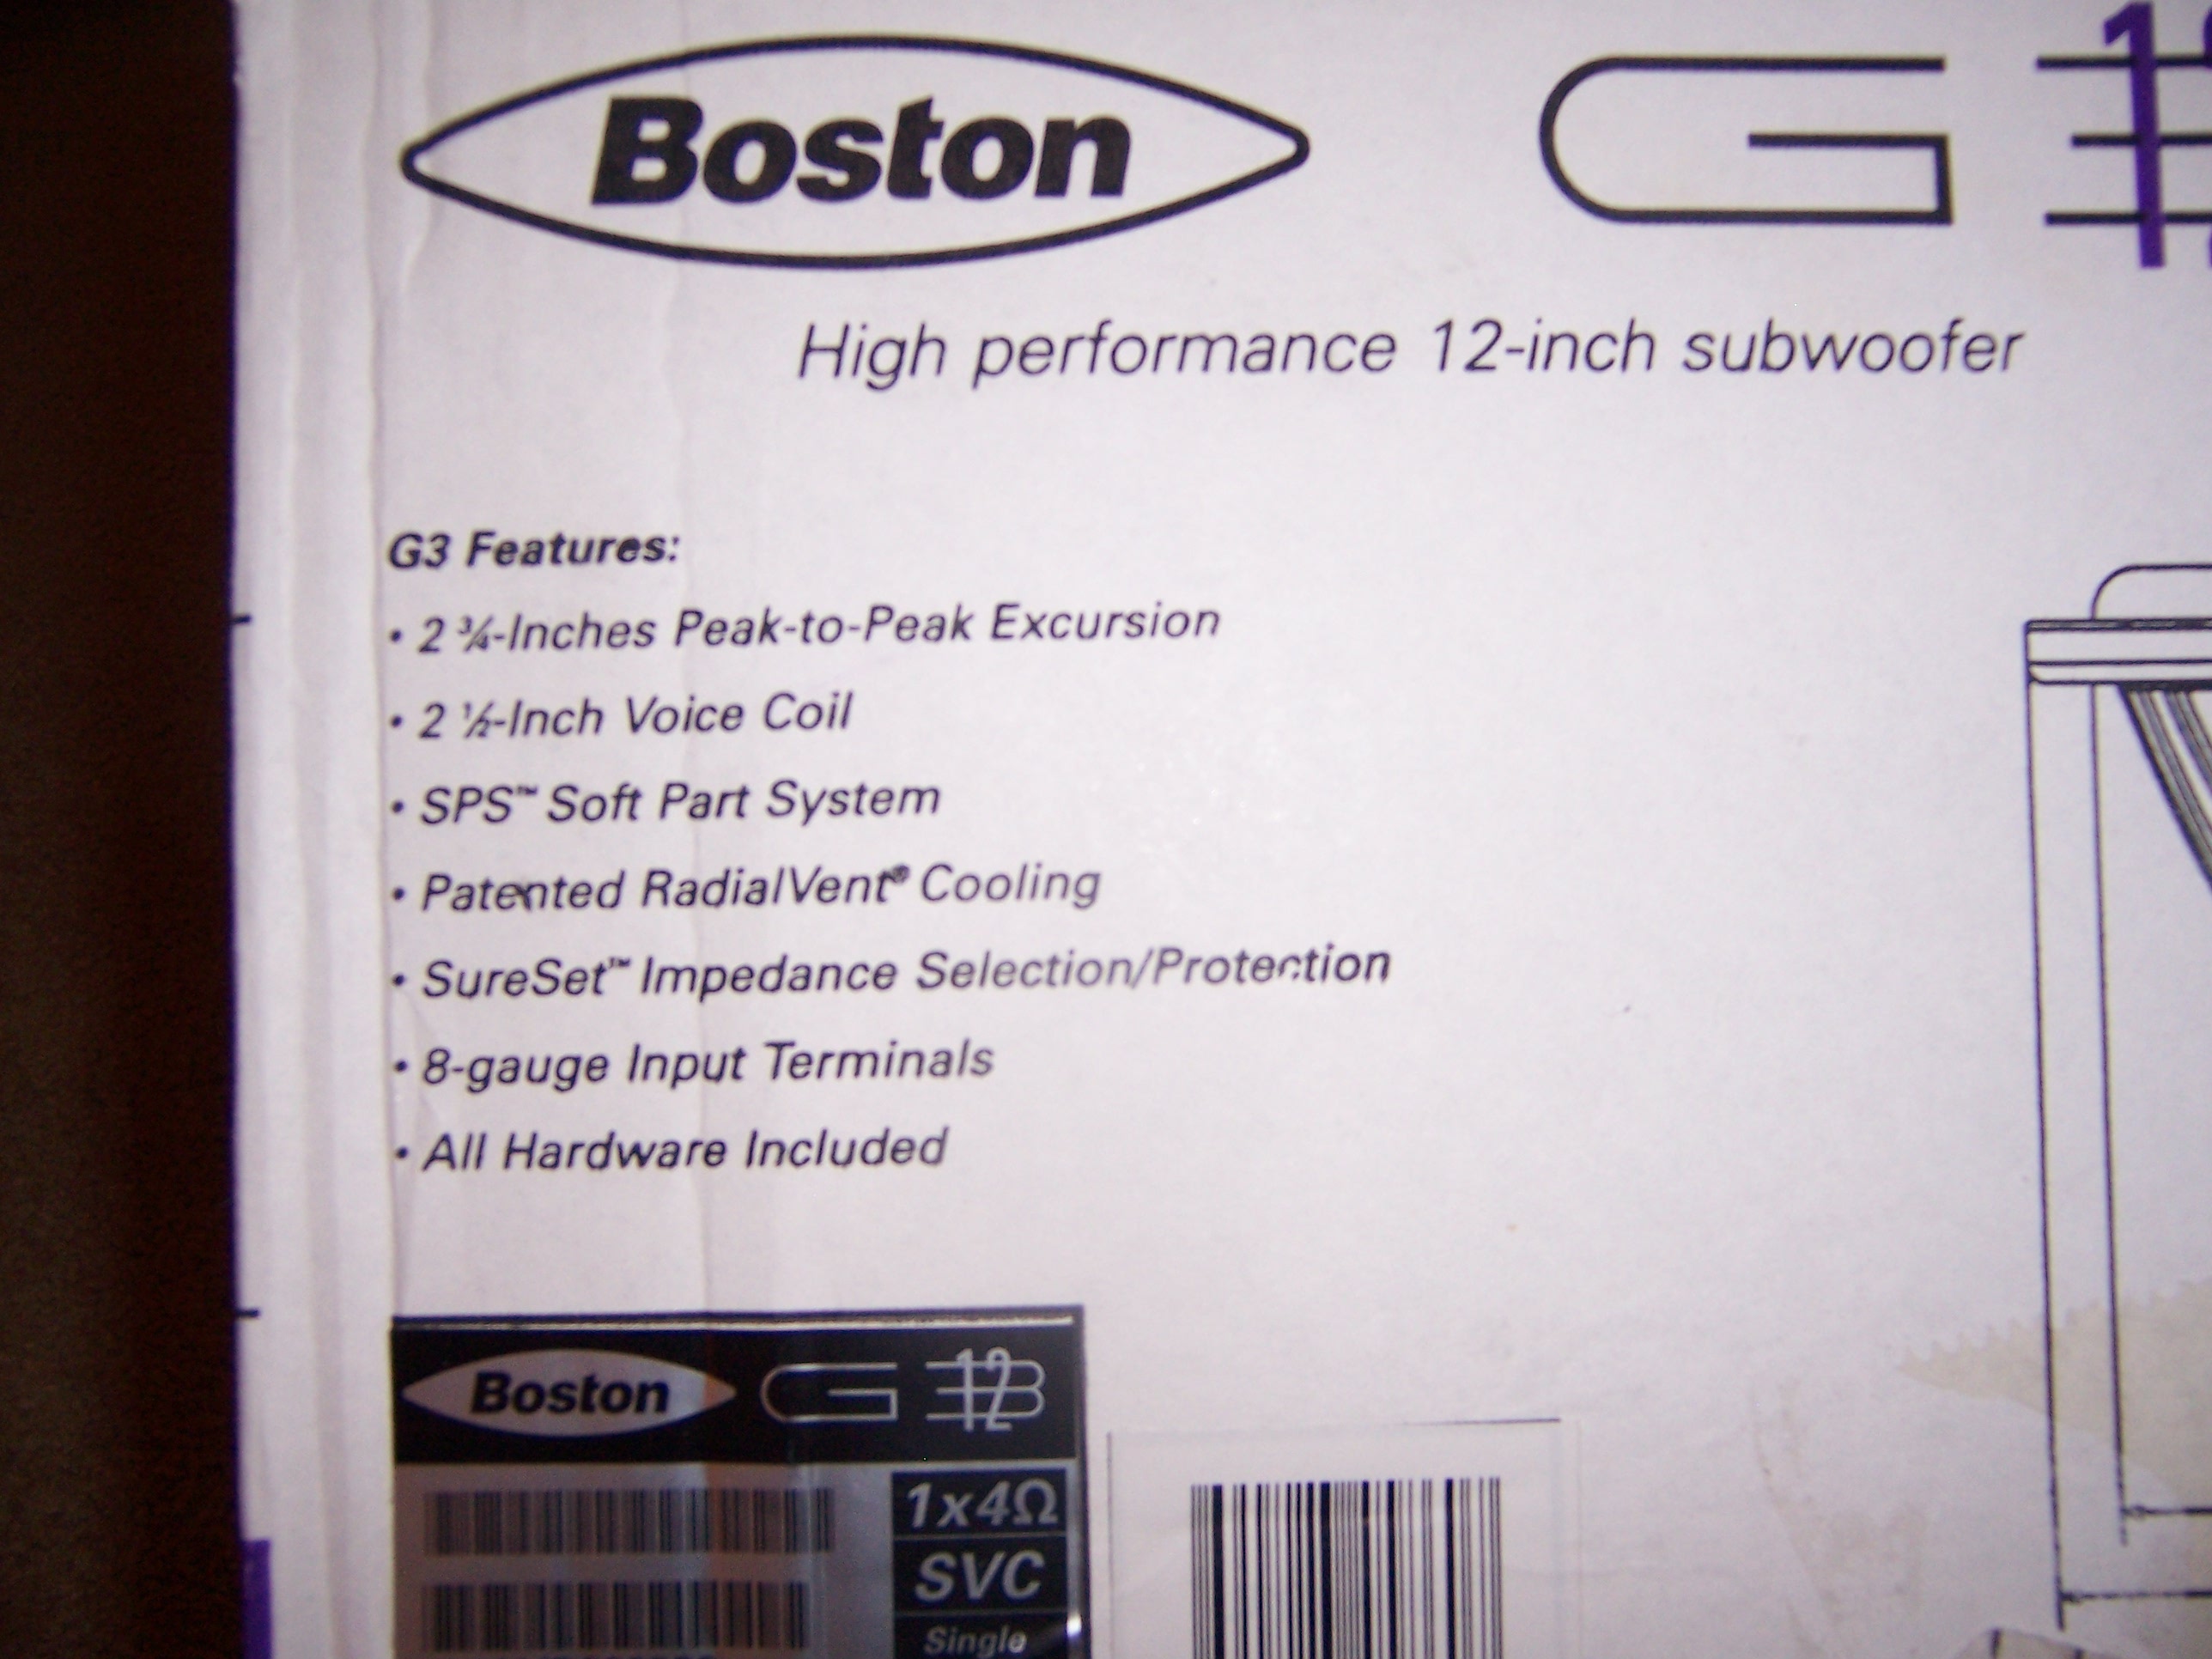 Boston G
High performance 12-inch subwoofer
G3 Features:
• 2 ¾-Inches Peak-to-Peak Excursion
• 2 ½-Inch Voice Coil
• SPS™ Soft Part System
• Patented RadialVent® Cooling
• SureSet™ Impedance Selection/Protection
• 8-gauge Input Terminals
• All Hardware Included
Boston G3 12
1x4Ω
SVC
Single